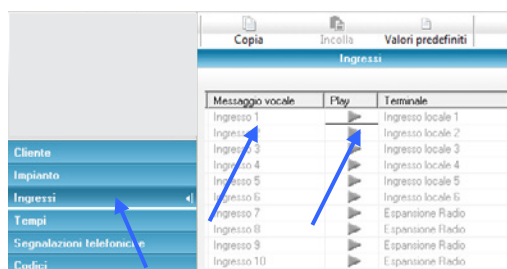 Copia Incolla Valori predefiniti
Ingressi
Messaggio vocale Play Terminale
Ingresso 1 Ingresso locale 1
Ingresso 2 Ingresso locale 2
Ingresso 3 Ingresso locale 3
Ingresso 4 Ingresso locale 4
Ingresso 5 Ingresso locale 5
Ingresso 6 Ingresso locale 6
Ingresso 7 Espansione Radio
Ingresso 8 Espansione Radio
Ingresso 9 Espansione Radio
Ingresso 10 Espansione Radio
Cliente
Impianto
Ingressi
Tempi
Segnalazioni telefoniche
Codici